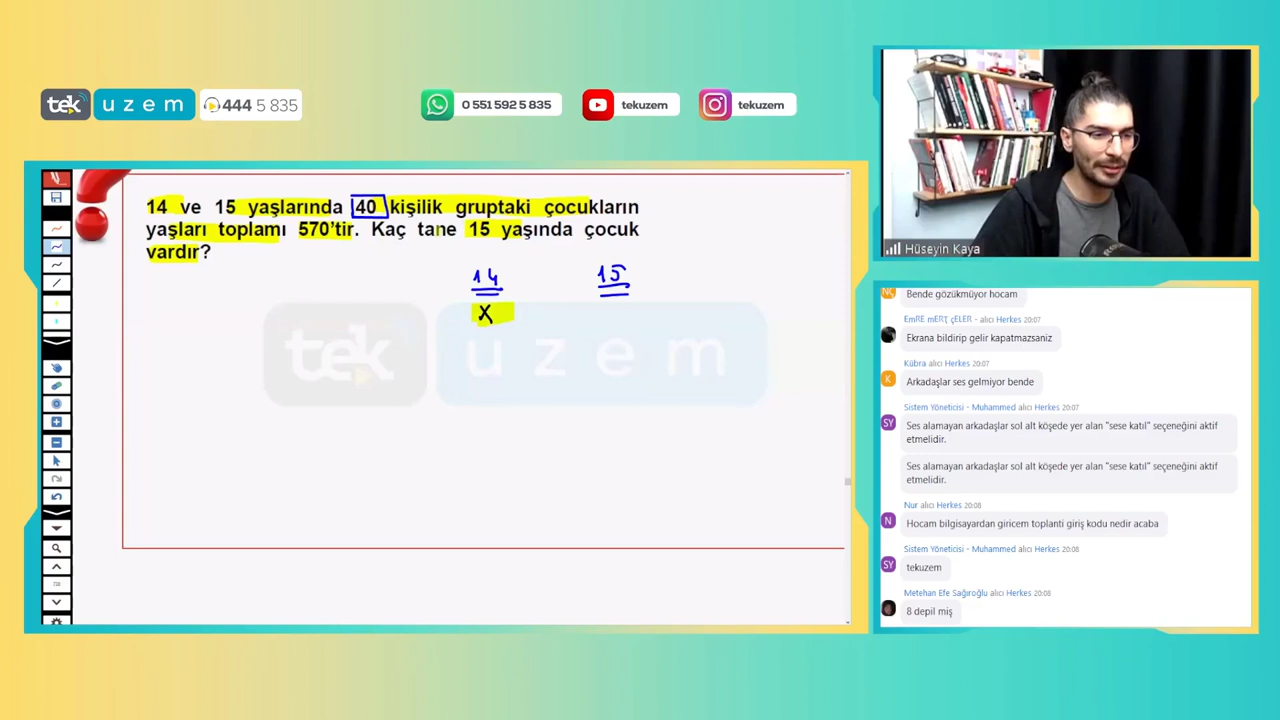 tek uzem 444 5 835
0 551 592 5 835
tekuzem
tekuzem
14 ve 15 yaşlarında 40 kişilik gruptaki çocukların
yaşları toplamı 570'tir. Kaç tane 15 yaşında çocuk
vardır?
14 15
X
tek uzem
Hüseyin Kaya
Bende gözükmüyor hocam
EmRE mERŢ çELER - alıcı Herkes 20:07
Ekrana bildirip gelir kapatmazsaniz
Kübra alıcı Herkes 20:07
K
Arkadaşlar ses gelmiyor bende
Sistem Yöneticisi - Muhammed alıcı Herkes 20:07
SY
Ses alamayan arkadaşlar sol alt köşede yer alan "sese katıl" seçeneğini aktif
etmelidir.
Ses alamayan arkadaşlar sol alt köşede yer alan "sese katıl" seçeneğini aktif
etmelidir.
Nur alıcı Herkes 20:08
N
Hocam bilgisayardan giricem toplanti giriş kodu nedir acaba
Sistem Yöneticisi - Muhammed alıcı Herkes 20:08
SY
tekuzem
Metehan Efe Sağıroğlu alıcı Herkes 20:08
8 depil miş